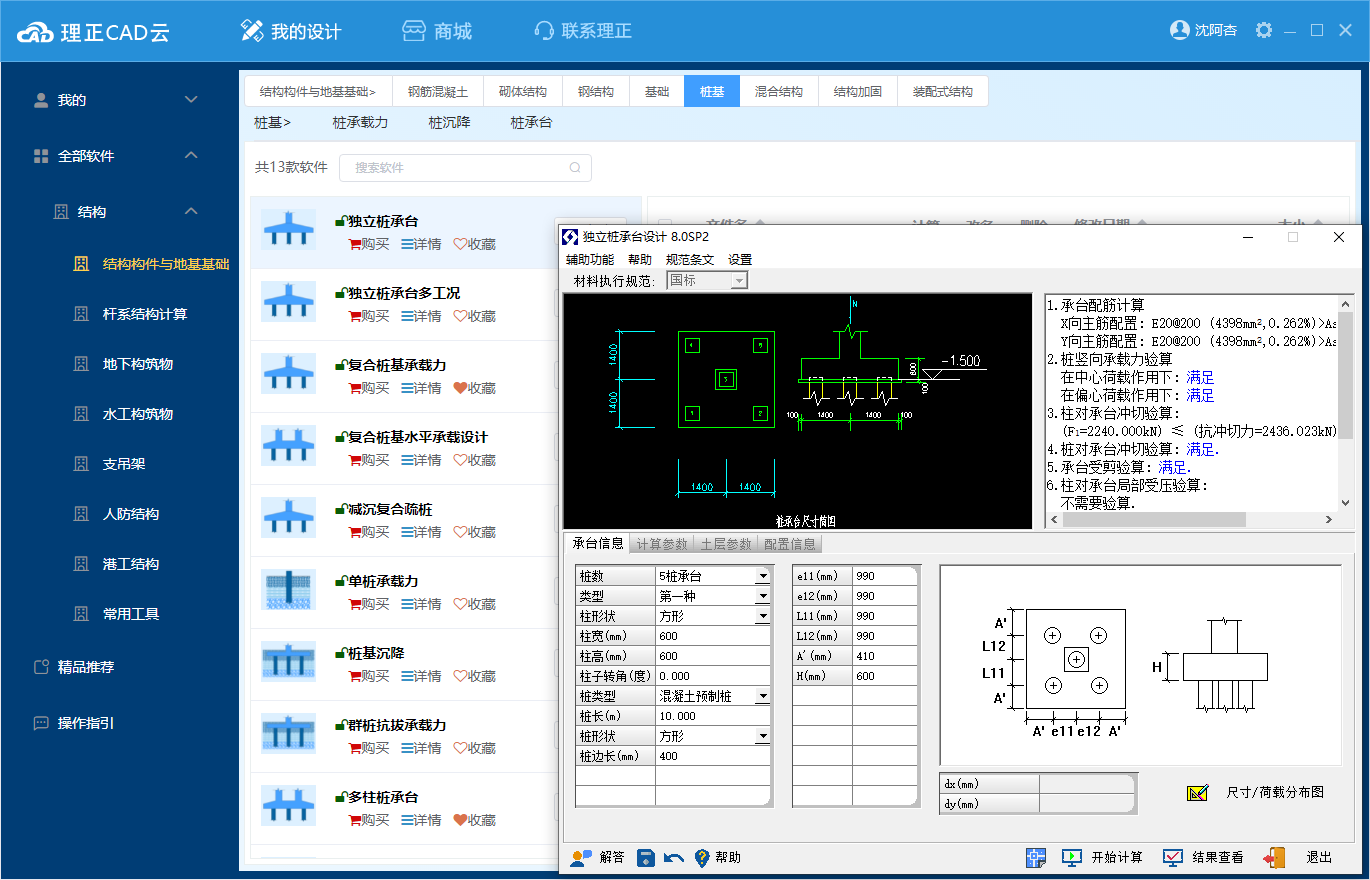 理正CAD云
我的设计
商城
联系理正
沈阿杏
我的
全部软件
结构
结构构件与地基基础
杆系结构计算
地下构筑物
水工构筑物
支吊架
人防结构
港工结构
常用工具
精品推荐
操作指引
结构构件与地基基础> 钢筋混凝土 砌体结构 钢结构 基础 桩基 混合结构 结构加固 装配式结构
桩基> 桩承载力 桩沉降 桩承台
共13款软件 搜索软件
独立桩承台
购买 详情 收藏
独立桩承台多工况
购买 详情 收藏
复合桩基承载力
购买 详情 收藏
复合桩基水平承载设计
购买 详情 收藏
减沉复合疏桩
购买 详情 收藏
单桩承载力
购买 详情 收藏
桩基沉降
购买 详情 收藏
群桩抗拔承载力
购买 详情 收藏
多柱桩承台
购买 详情 收藏
独立桩承台设计 8.0SP2
辅助功能 帮助 规范条文 设置
材料执行规范: 国标
N
1400
1400
4 5
3
1 2
1400 1400
-1.500
600
100
100 1400 1400 100
桩承台尺寸简图
1.承台配筋计算
X向主筋配置: E20@200 (4398mm²,0.262%)>As
Y向主筋配置: E20@200 (4398mm²,0.262%)>As
2.桩竖向承载力验算
在中心荷载作用下: 满足
在偏心荷载作用下: 满足
3.柱对承台冲切验算:
(Fl=2240.000kN) ≤ (抗冲切力=2436.023kN)
4.桩对承台冲切验算: 满足.
5.承台受剪验算: 满足.
6.柱对承台局部受压验算:
不需要验算.
承台信息 计算参数 土层参数 配置信息
桩数 5桩承台
类型 第一种
柱形状 方形
柱宽(mm) 600
柱高(mm) 600
柱子转角(度) 0.000
桩类型 混凝土预制桩
桩长(m) 10.000
桩形状 方形
桩边长(mm) 400
e11(mm) 990
e12(mm) 990
L11(mm) 990
L12(mm) 990
A'(mm) 410
H(mm) 600
A'
L12
L11
A'
A' e11 e12 A'
H
dx(mm)
dy(mm)
尺寸/荷载分布图
解答 帮助 开始计算 结果查看 退出